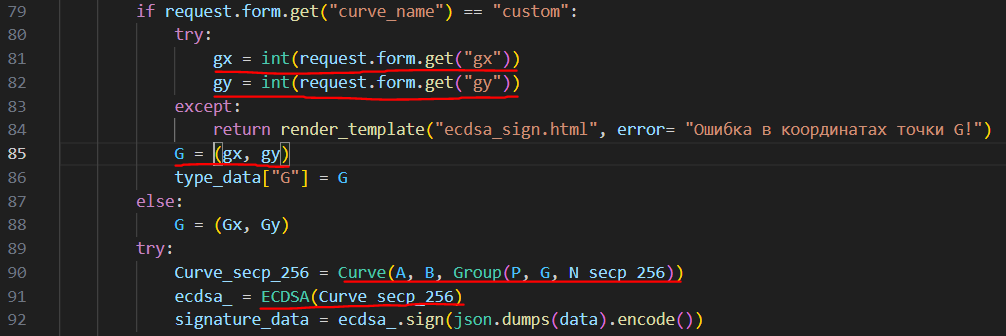 79 if request.form.get("curve_name") == "custom":
80 try:
81 gx = int(request.form.get("gx"))
82 gy = int(request.form.get("gy"))
83 except:
84 return render_template("ecdsa_sign.html", error= "Ошибка в координатах точки G!")
85 G = (gx, gy)
86 type_data["G"] = G
87 else:
88 G = (Gx, Gy)
89 try:
90 Curve_secp_256 = Curve(A, B, Group(P, G, N_secp_256))
91 ecdsa_ = ECDSA(Curve_secp_256)
92 signature_data = ecdsa_.sign(json.dumps(data).encode())